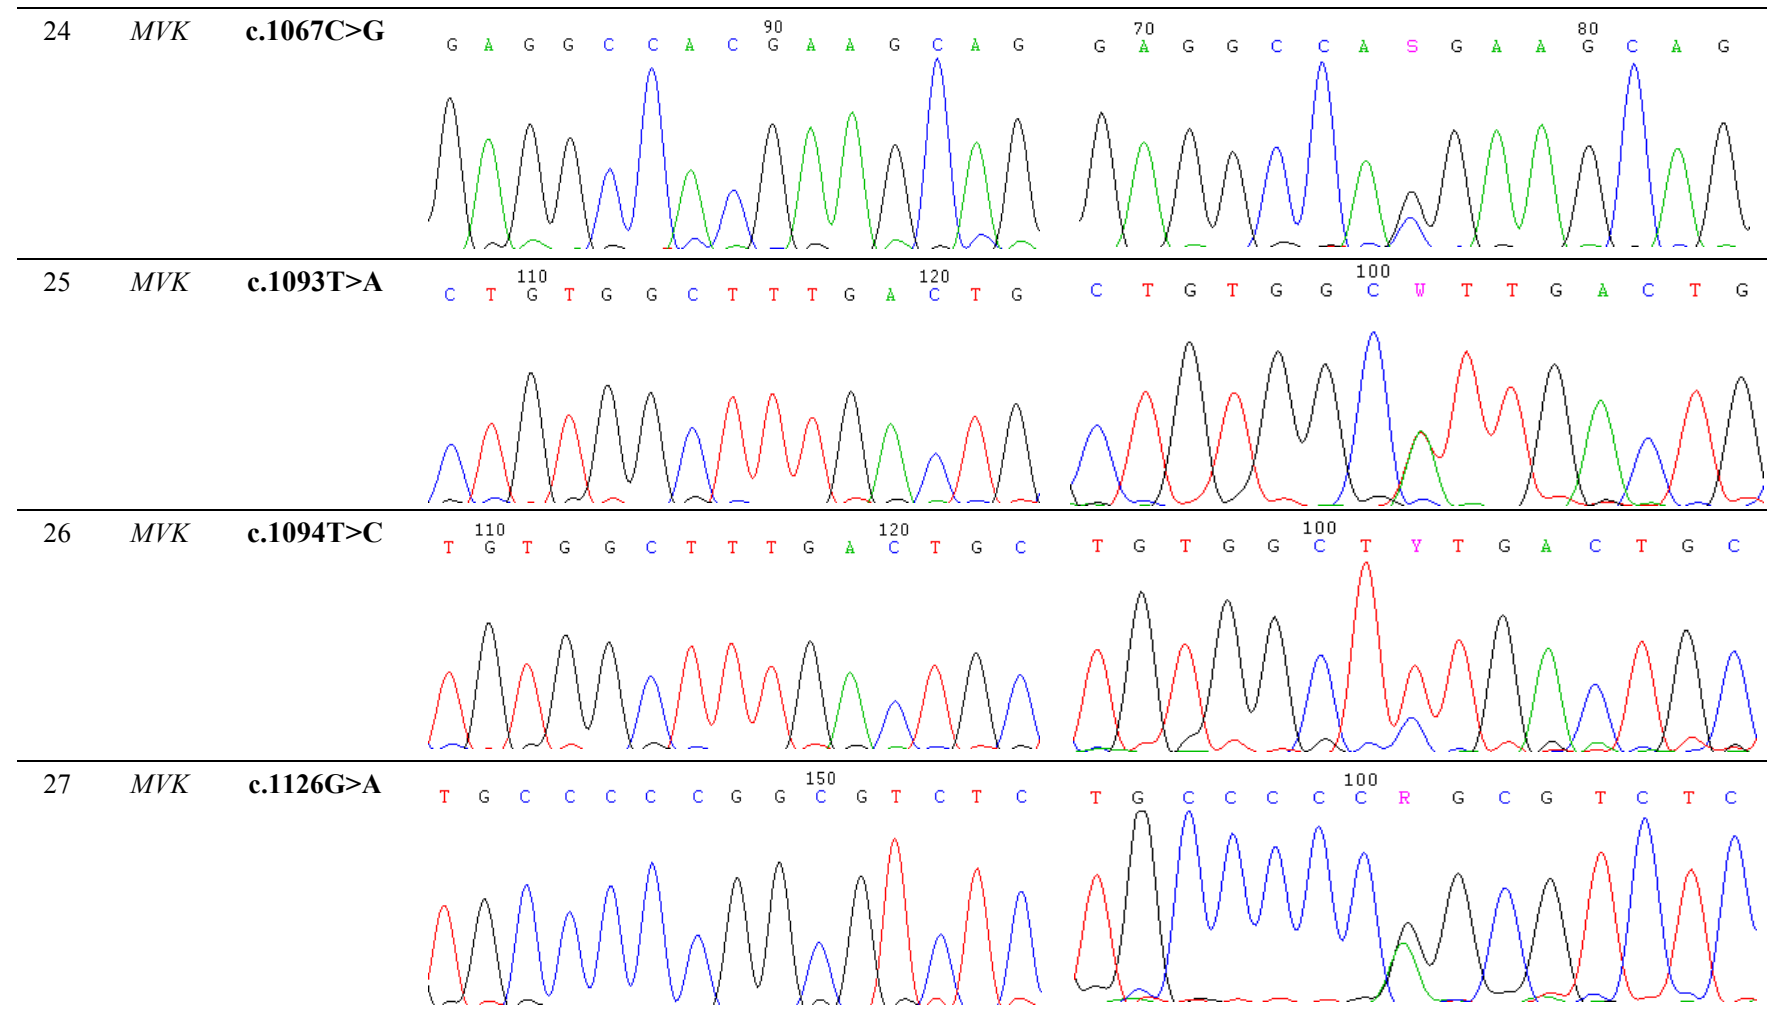 24 MVK c.1067C>G 90 70 80
G A G G C C A C G A A G C A G G A G G C C A S G A A G C A G
25 MVK c.1093T>A 110 120 100
C T G T G G C T T T G A C T G C T G T G G C W T T G A C T G
26 MVK c.1094T>C 110 120 100
T G T G G C T T T G A C T G C T G T G G C T Y T G A C T G C
27 MVK c.1126G>A 150 100
T G C C C C C G G C G T C T C T G C C C C C R G C G T C T C